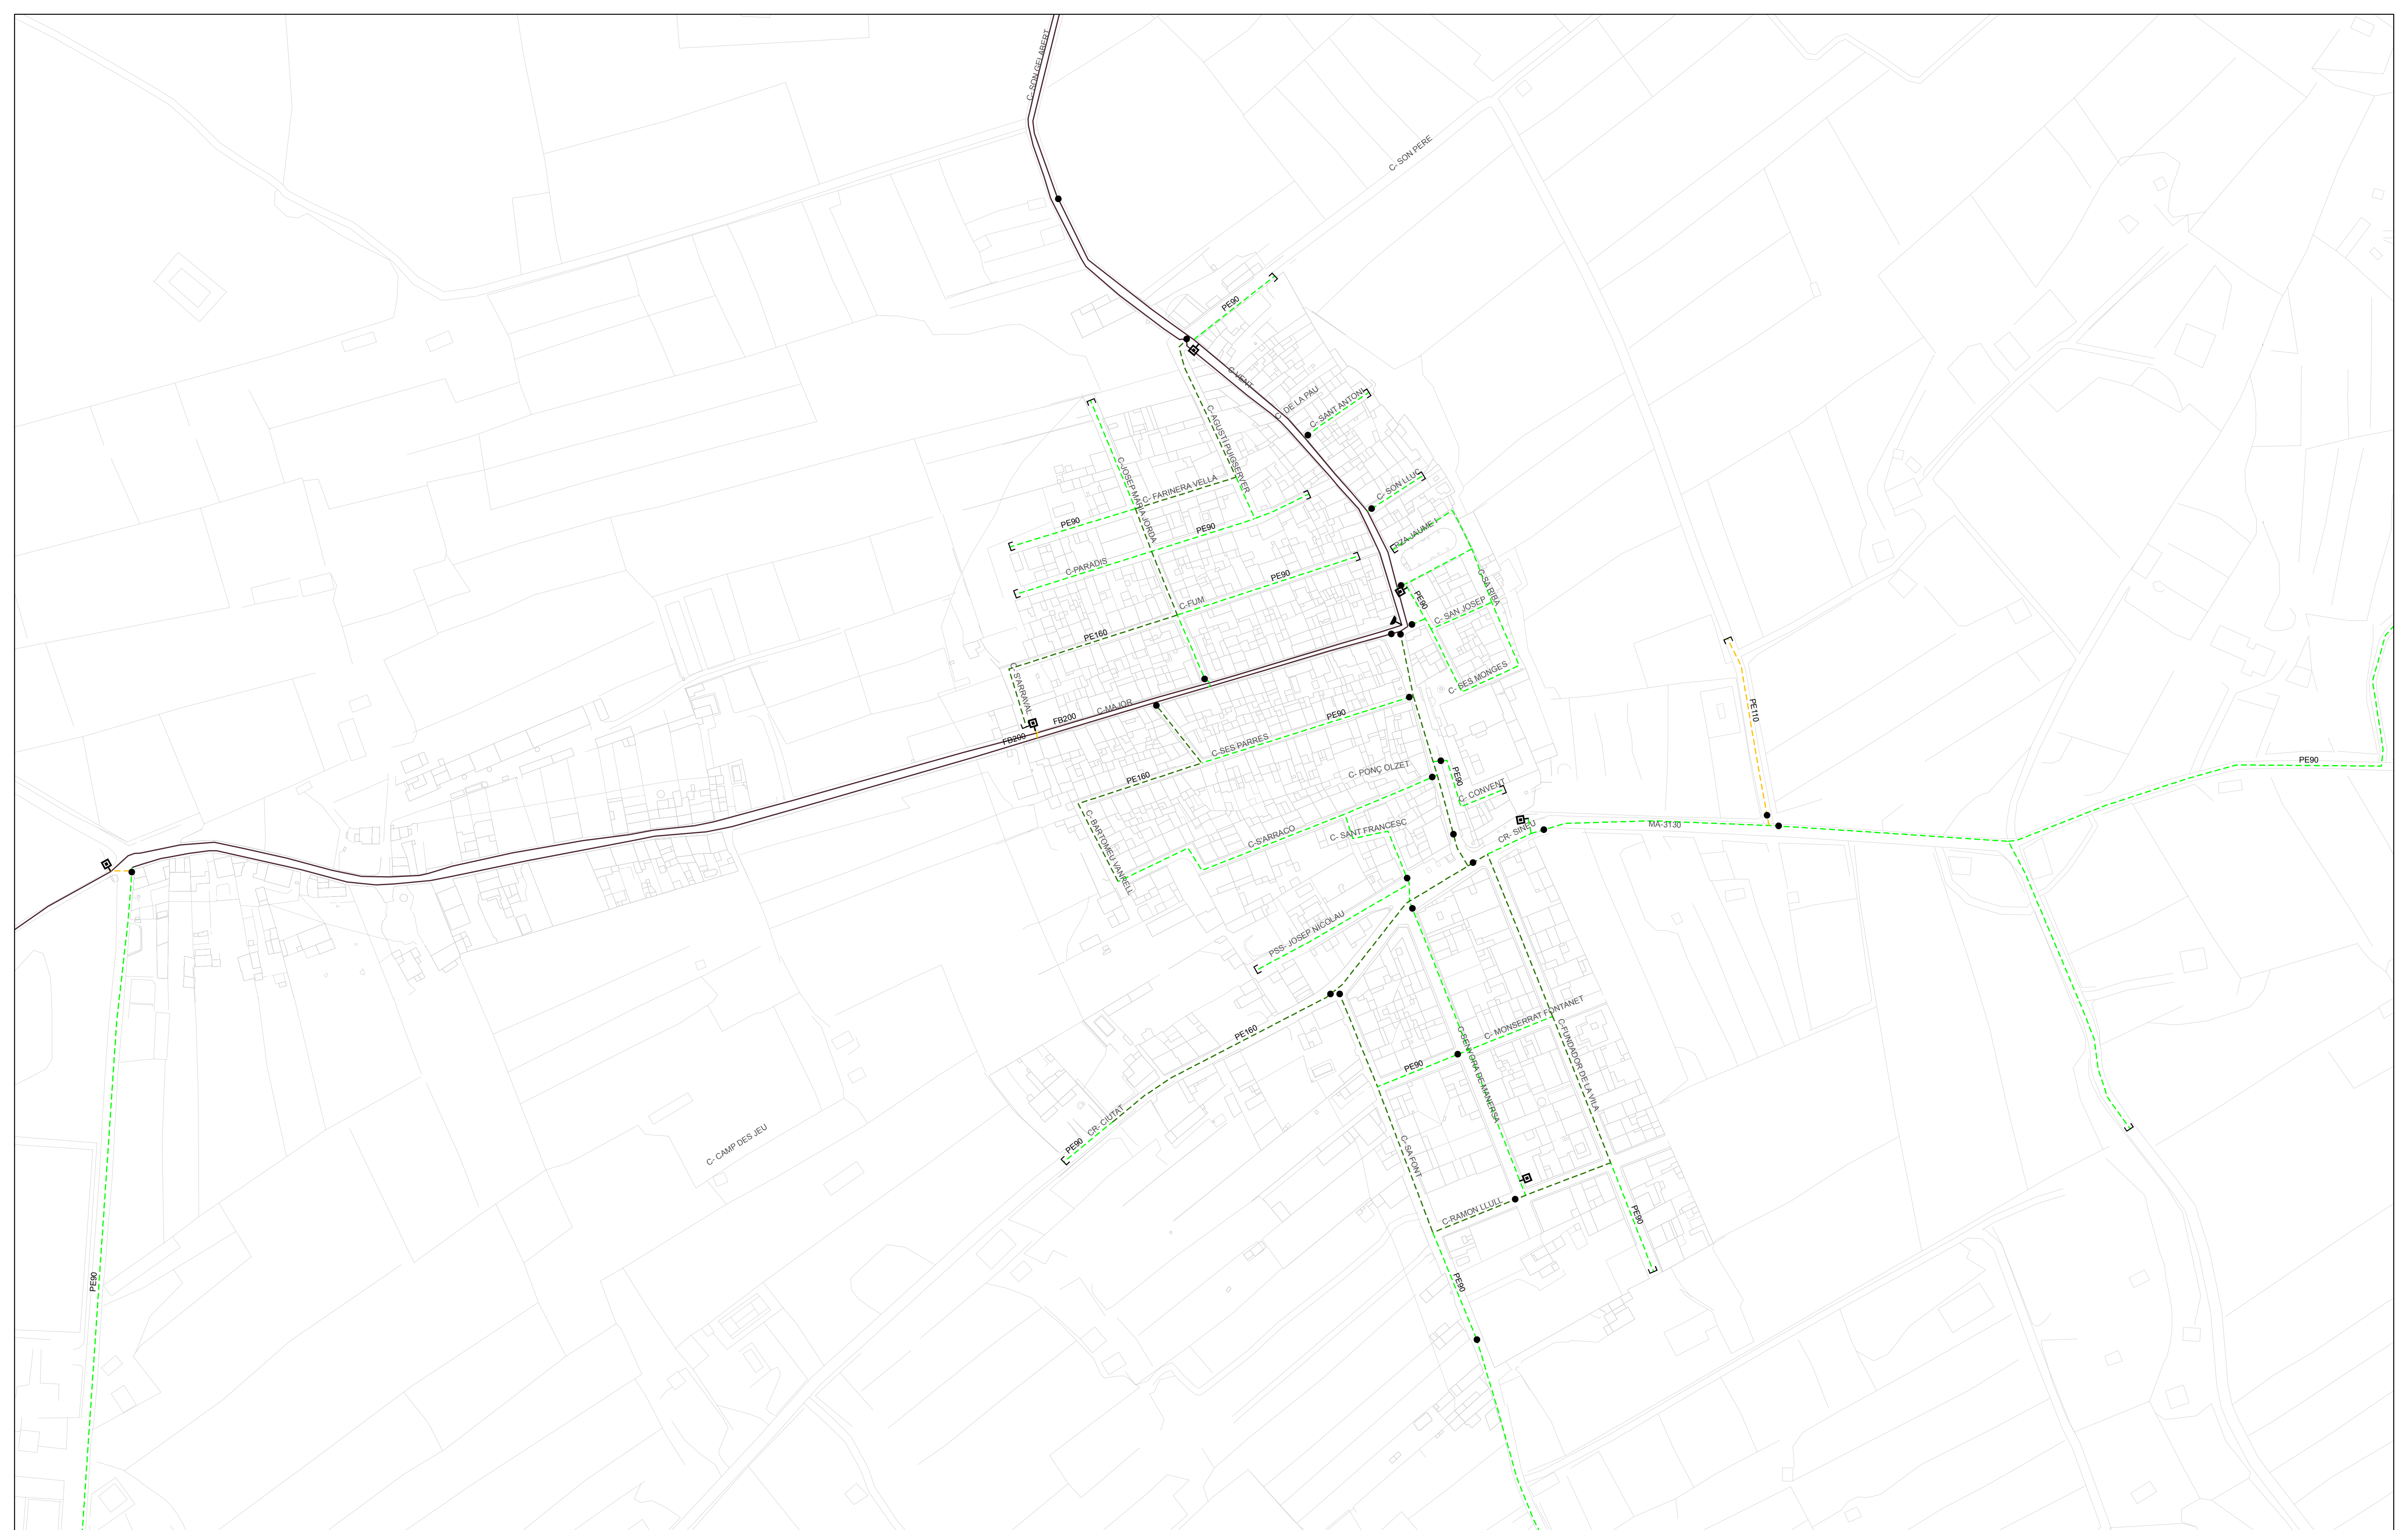 C- SON GELABERT
C- SON PERE
PE90
C-VENT
C- DE LA PAU
C- SANT ANTONI
C- AGUSTÍ PUIGSERVER
C-JOSEP MARIA JORDA
C- FARINERA VELLA
C- SON LLUC
PE90
PE90
PZA JAUME I
C-PARADIS
PE90
C-SA RIBA
PE90
C-FUM
C- SAN JOSEP
PE160
C- S'ARRAVAL
C- SES MONGES
C-MAJOR
FB200
FB200
PE90
PE110
C-SES PARRES
PE90
C- PONÇ OLZET
PE90
PE160
C- CONVENT
C- BARTOMEU VANRELL
C-S'ARRACO
C- SANT FRANCESC
CR- SINEU
MA-3130
PSS- JOSEP NICOLAU
PE160
C- MONSERRAT FONTANET
C-SENYORA DE MANERSA
C-FUNDADOR DE LA VILA
PE90
CR- CIUTAT
PE90
C- CAMP DES JEU
C- SA FONT
C-RAMON LLULL
PE90
PE90
PE90